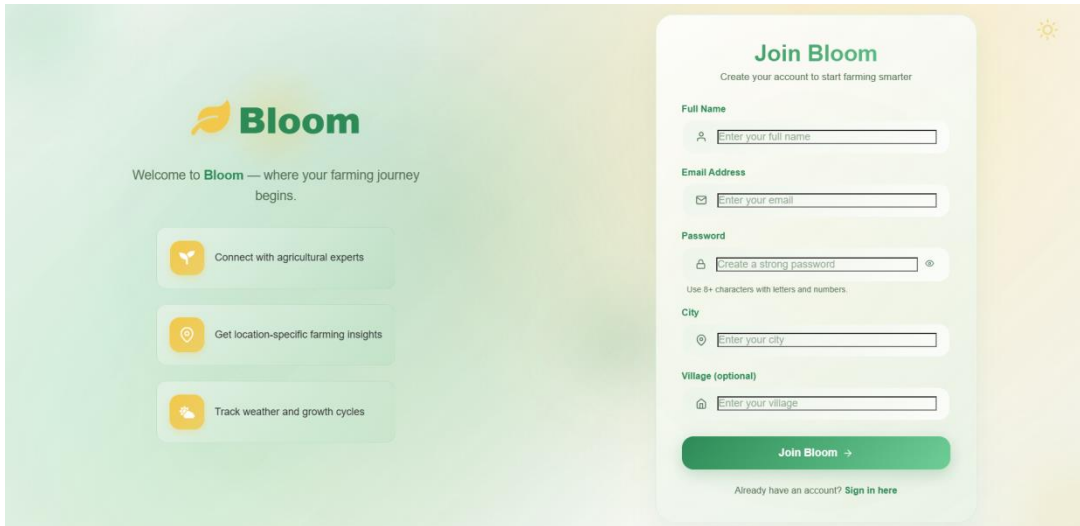 Bloom
Welcome to Bloom — where your farming journey
begins.
Connect with agricultural experts
Get location-specific farming insights
Track weather and growth cycles
Join Bloom
Create your account to start farming smarter
Full Name
Enter your full name
Email Address
Enter your email
Password
Create a strong password
Use 8+ characters with letters and numbers.
City
Enter your city
Village (optional)
Enter your village
Join Bloom →
Already have an account? Sign in here